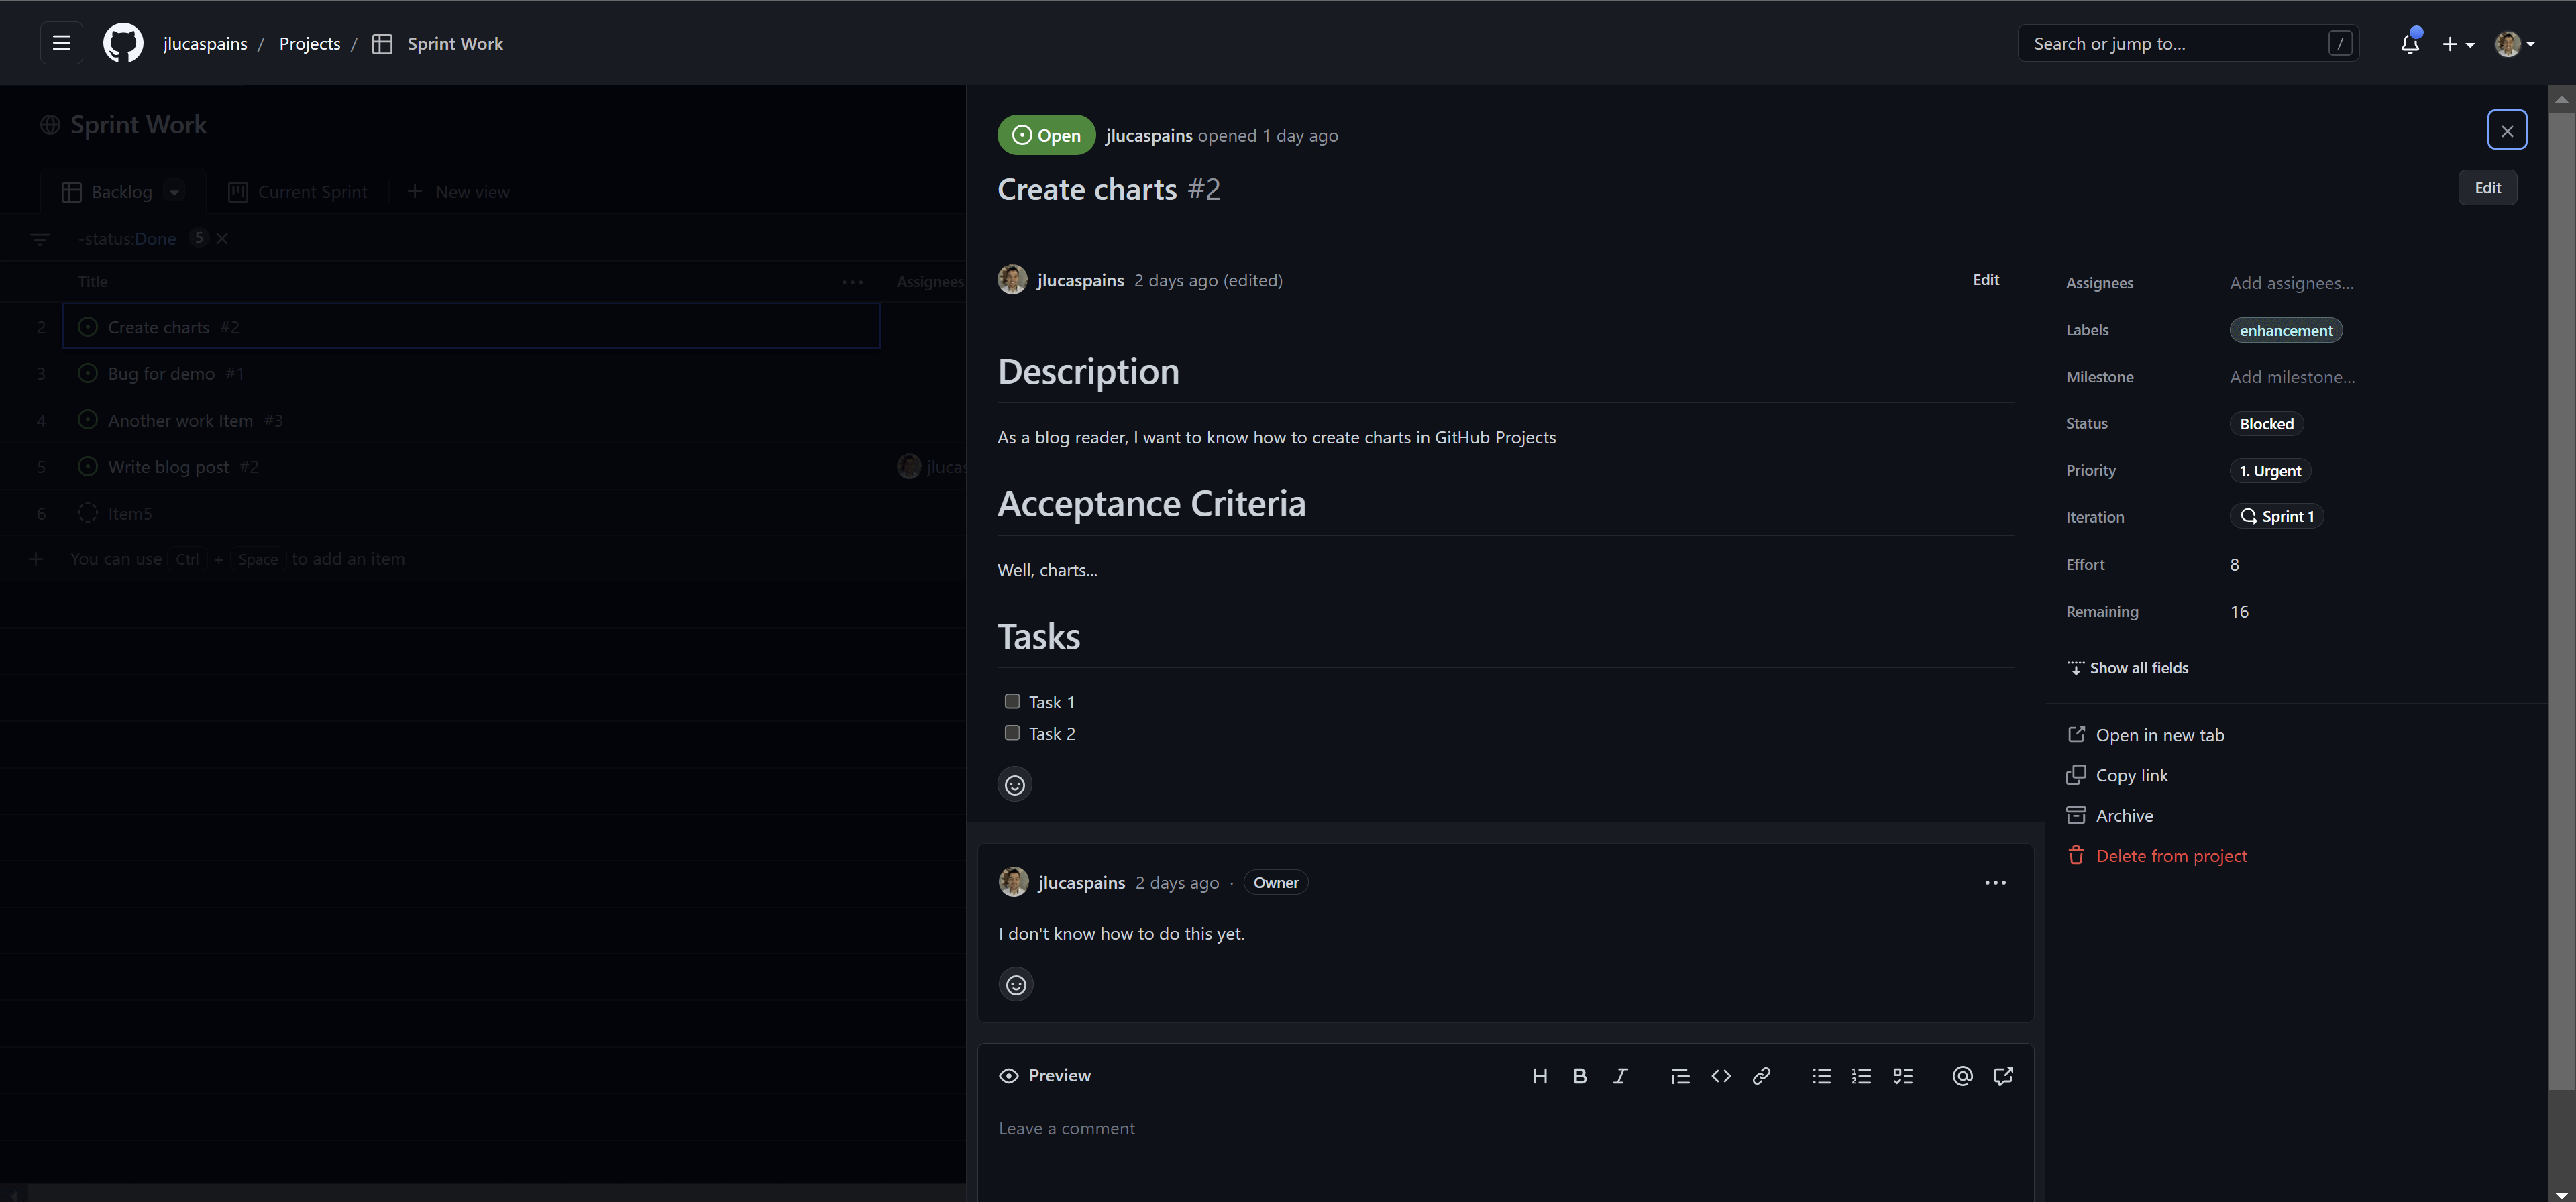 jlucaspains / Projects / Sprint Work
Search or jump to... /
Sprint Work
Backlog Current Sprint New view
-status:Done 5
Title Assignees
2 Create charts #2
3 Bug for demo #1
4 Another work Item #3
5 Write blog post #2 jlucas
6 Item5
You can use Ctrl + Space to add an item
Open jlucaspains opened 1 day ago
Create charts #2
Edit
jlucaspains 2 days ago (edited) Edit
Description
As a blog reader, I want to know how to create charts in GitHub Projects
Acceptance Criteria
Well, charts...
Tasks
Task 1
Task 2
jlucaspains 2 days ago · Owner
I don't know how to do this yet.
Preview
Leave a comment
Assignees Add assignees...
Labels enhancement
Milestone Add milestone...
Status Blocked
Priority 1. Urgent
Iteration Sprint 1
Effort 8
Remaining 16
Show all fields
Open in new tab
Copy link
Archive
Delete from project